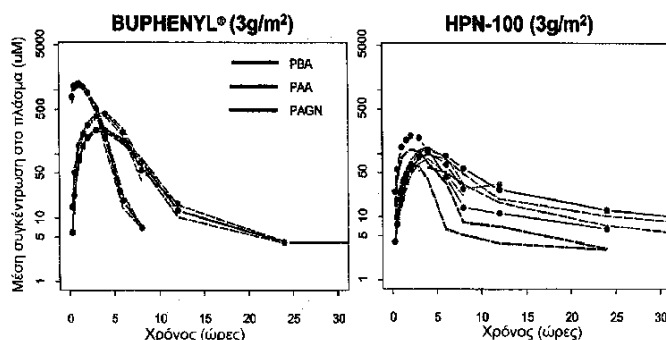 BUPHENYL® (3g/m²)
HPN-100 (3g/m²)
Μέση συγκέντρωση στο πλάσμα (uM)
5000
500
50
10
5
1
PBA
PAA
PAGN
0 5 10 15 20 25 30
Χρόνος (ώρες)
5000
500
50
10
5
1
0 5 10 15 20 25 30
Χρόνος (ώρες)